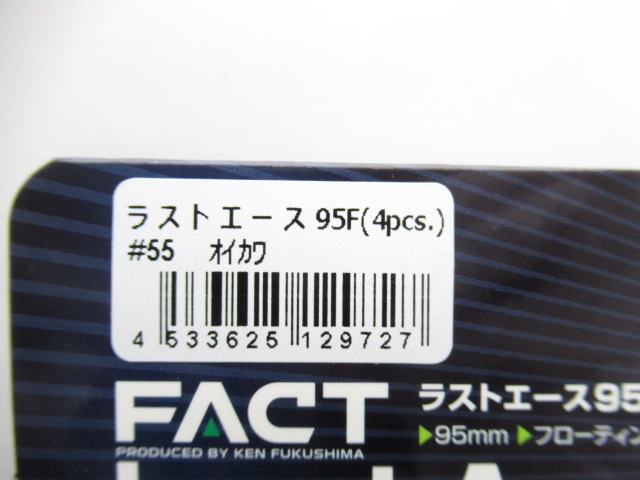 ラストエース 95F(4pcs.)
#55 オイカワ
4 533625 129727
FACT
PRODUCED BY KEN FUKUSHIMA
ラストエース95
▶95mm ▶フローティン